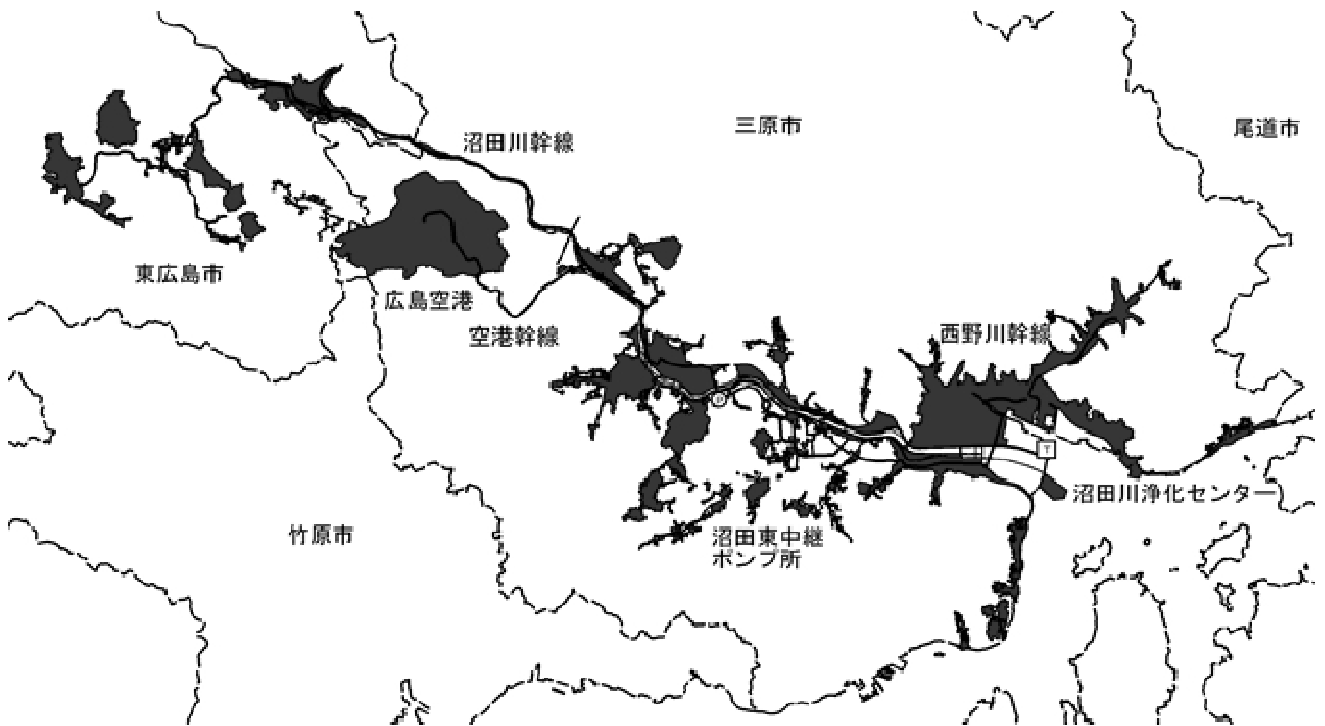 三原市
尾道市
沼田川幹線
東広島市
広島空港
空港幹線
西野川幹線
沼田川浄化センター
竹原市
沼田東中継
ポンプ所
T